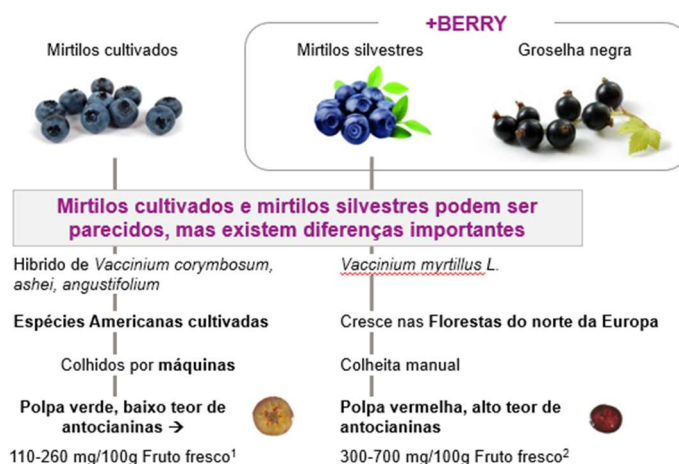 +BERRY
Mirtilos cultivados
Mirtilos silvestres
Groselha negra
Mirtilos cultivados e mirtilos silvestres podem ser
parecidos, mas existem diferenças importantes
Hibrido de Vaccinium corymbosum,
ashei, angustifolium
Vaccinium myrtillus L.
Espécies Americanas cultivadas
Cresce nas Florestas do norte da Europa
Colhidos por máquinas
Colheita manual
Polpa verde, baixo teor de
antocianinas →
110-260 mg/100g Fruto fresco¹
Polpa vermelha, alto teor de
antocianinas
300-700 mg/100g Fruto fresco²